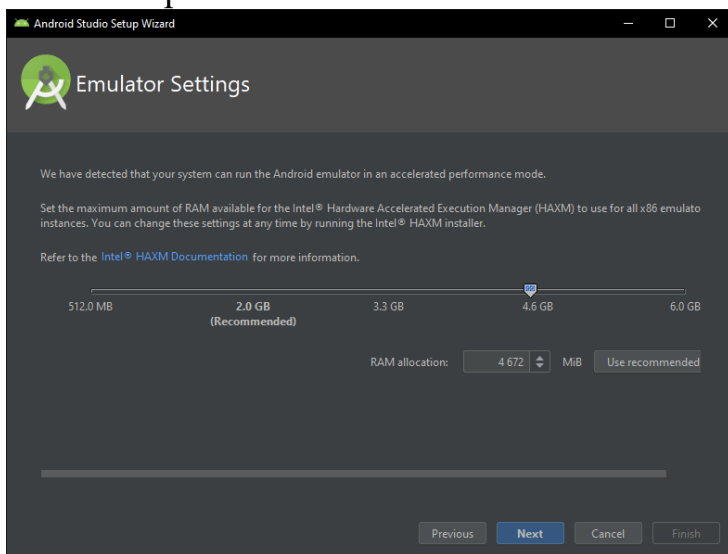 Android Studio Setup Wizard
Emulator Settings
We have detected that your system can run the Android emulator in an accelerated performance mode.
Set the maximum amount of RAM available for the Intel® Hardware Accelerated Execution Manager (HAXM) to use for all x86 emulato
instances. You can change these settings at any time by running the Intel® HAXM installer.
Refer to the Intel® HAXM Documentation for more information.
512.0 MB 2.0 GB 3.3 GB 4.6 GB 6.0 GB
(Recommended)
RAM allocation: 4 672 MiB Use recommended
Previous Next Cancel Finish